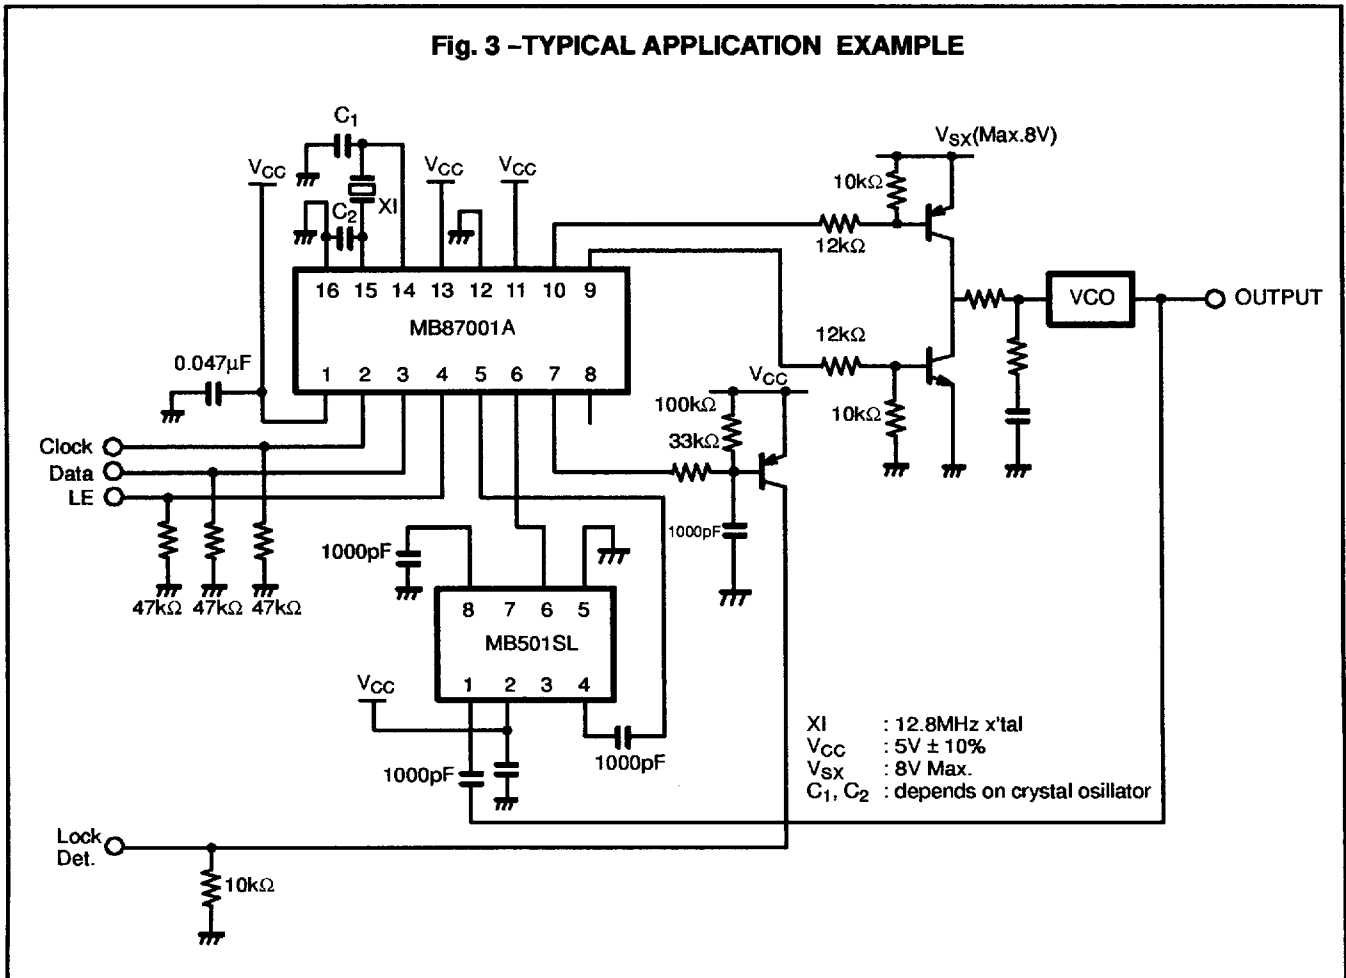 Fig. 3 –TYPICAL APPLICATION EXAMPLE
C1
VCC
C2
XI
VCC
VCC
VSX(Max.8V)
10kΩ
12kΩ
16 15 14 13 12 11 10 9
MB87001A
1 2 3 4 5 6 7 8
VCO
OUTPUT
12kΩ
10kΩ
0.047µF
VCC
100kΩ
33kΩ
1000pF
Clock
Data
LE
47kΩ 47kΩ 47kΩ
1000pF
8 7 6 5
MB501SL
1 2 3 4
VCC
1000pF
1000pF
XI : 12.8MHz x'tal
VCC : 5V ± 10%
VSX : 8V Max.
C1, C2 : depends on crystal osillator
Lock
Det.
10kΩ